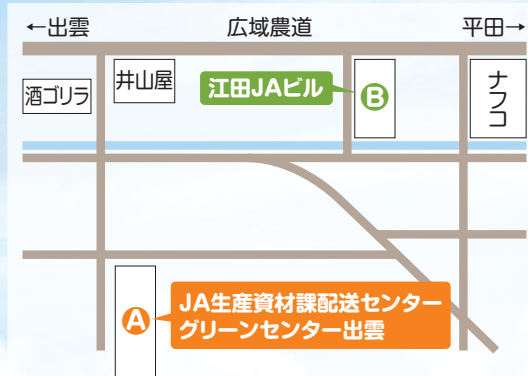 ←出雲
広域農道
平田→
酒ゴリラ
井山屋
江田JAビル
B
ナフコ
A
JA生産資材課配送センター
グリーンセンター出雲